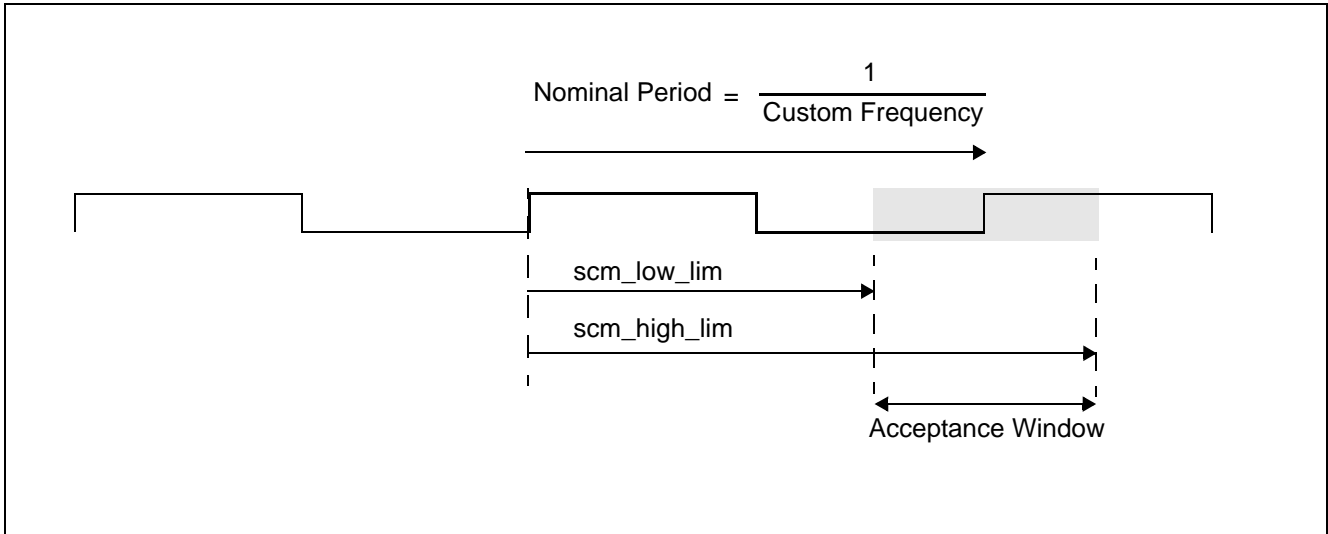 1
Nominal Period =
Custom Frequency
scm_low_lim
scm_high_lim
Acceptance Window